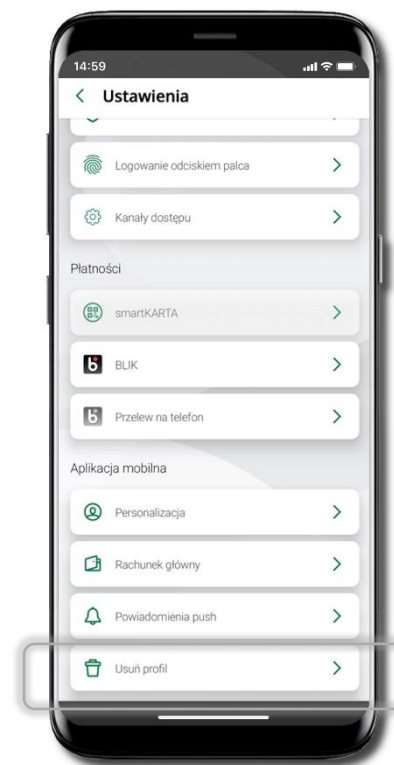 14:59
Ustawienia
Logowanie odciskiem palca
Kanały dostępu
Płatności
smartKARTA
BLIK
Przelew na telefon
Aplikacja mobilna
Personalizacja
Rachunek główny
Powiadomienia push
Usuń profil